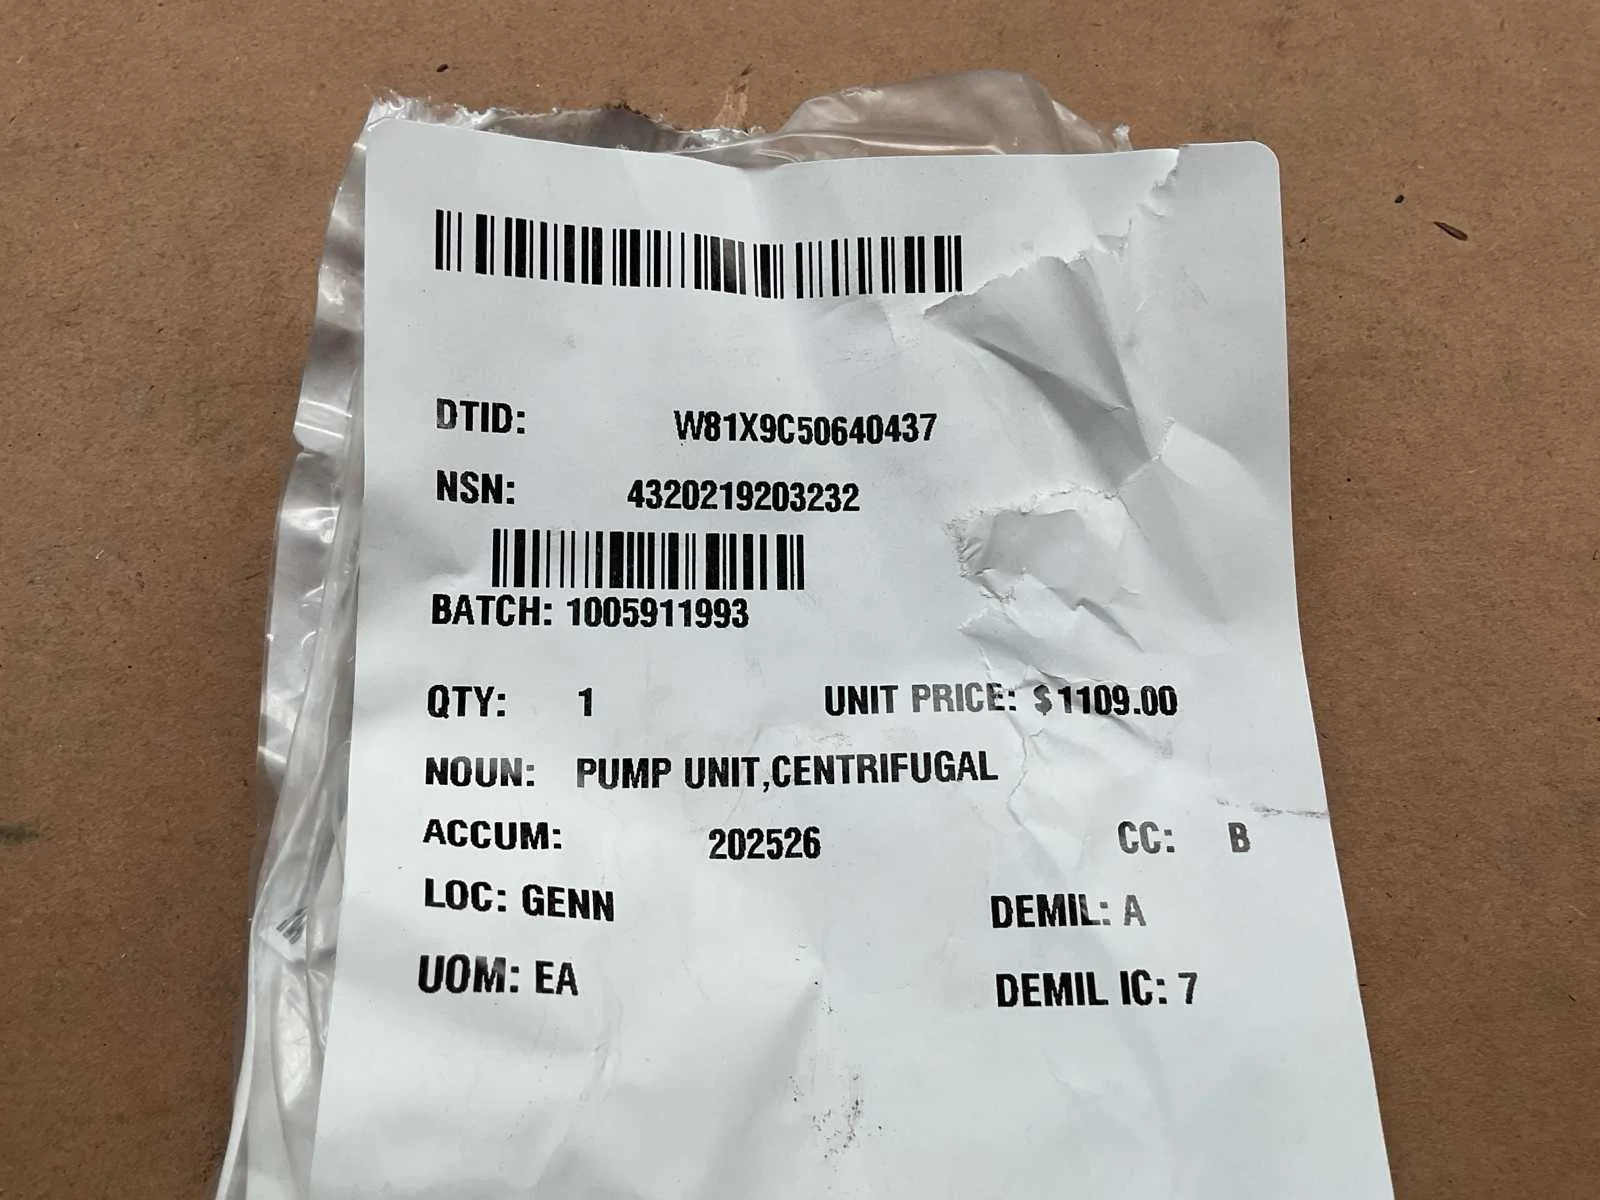 DTID: W81X9C50640437
NSN: 4320219203232
BATCH: 1005911993
QTY: 1 UNIT PRICE: $1109.00
NOUN: PUMP UNIT,CENTRIFUGAL
ACCUM: 202526 CC: B
LOC: GENN DEMIL: A
UOM: EA DEMIL IC: 7